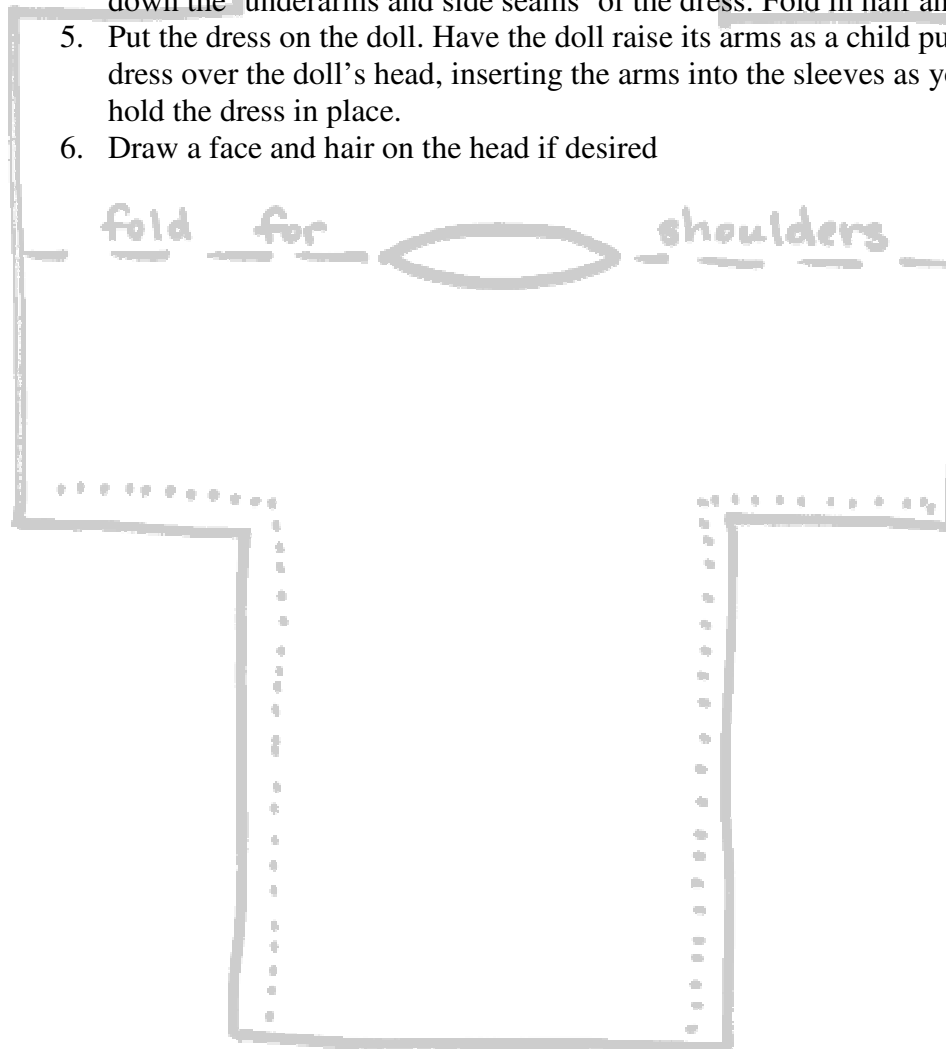 down the "underarms and side seams" of the dress. Fold in half an
5. Put the dress on the doll. Have the doll raise its arms as a child pu
dress over the doll's head, inserting the arms into the sleeves as y
hold the dress in place.
6. Draw a face and hair on the head if desired
fold for shoulders